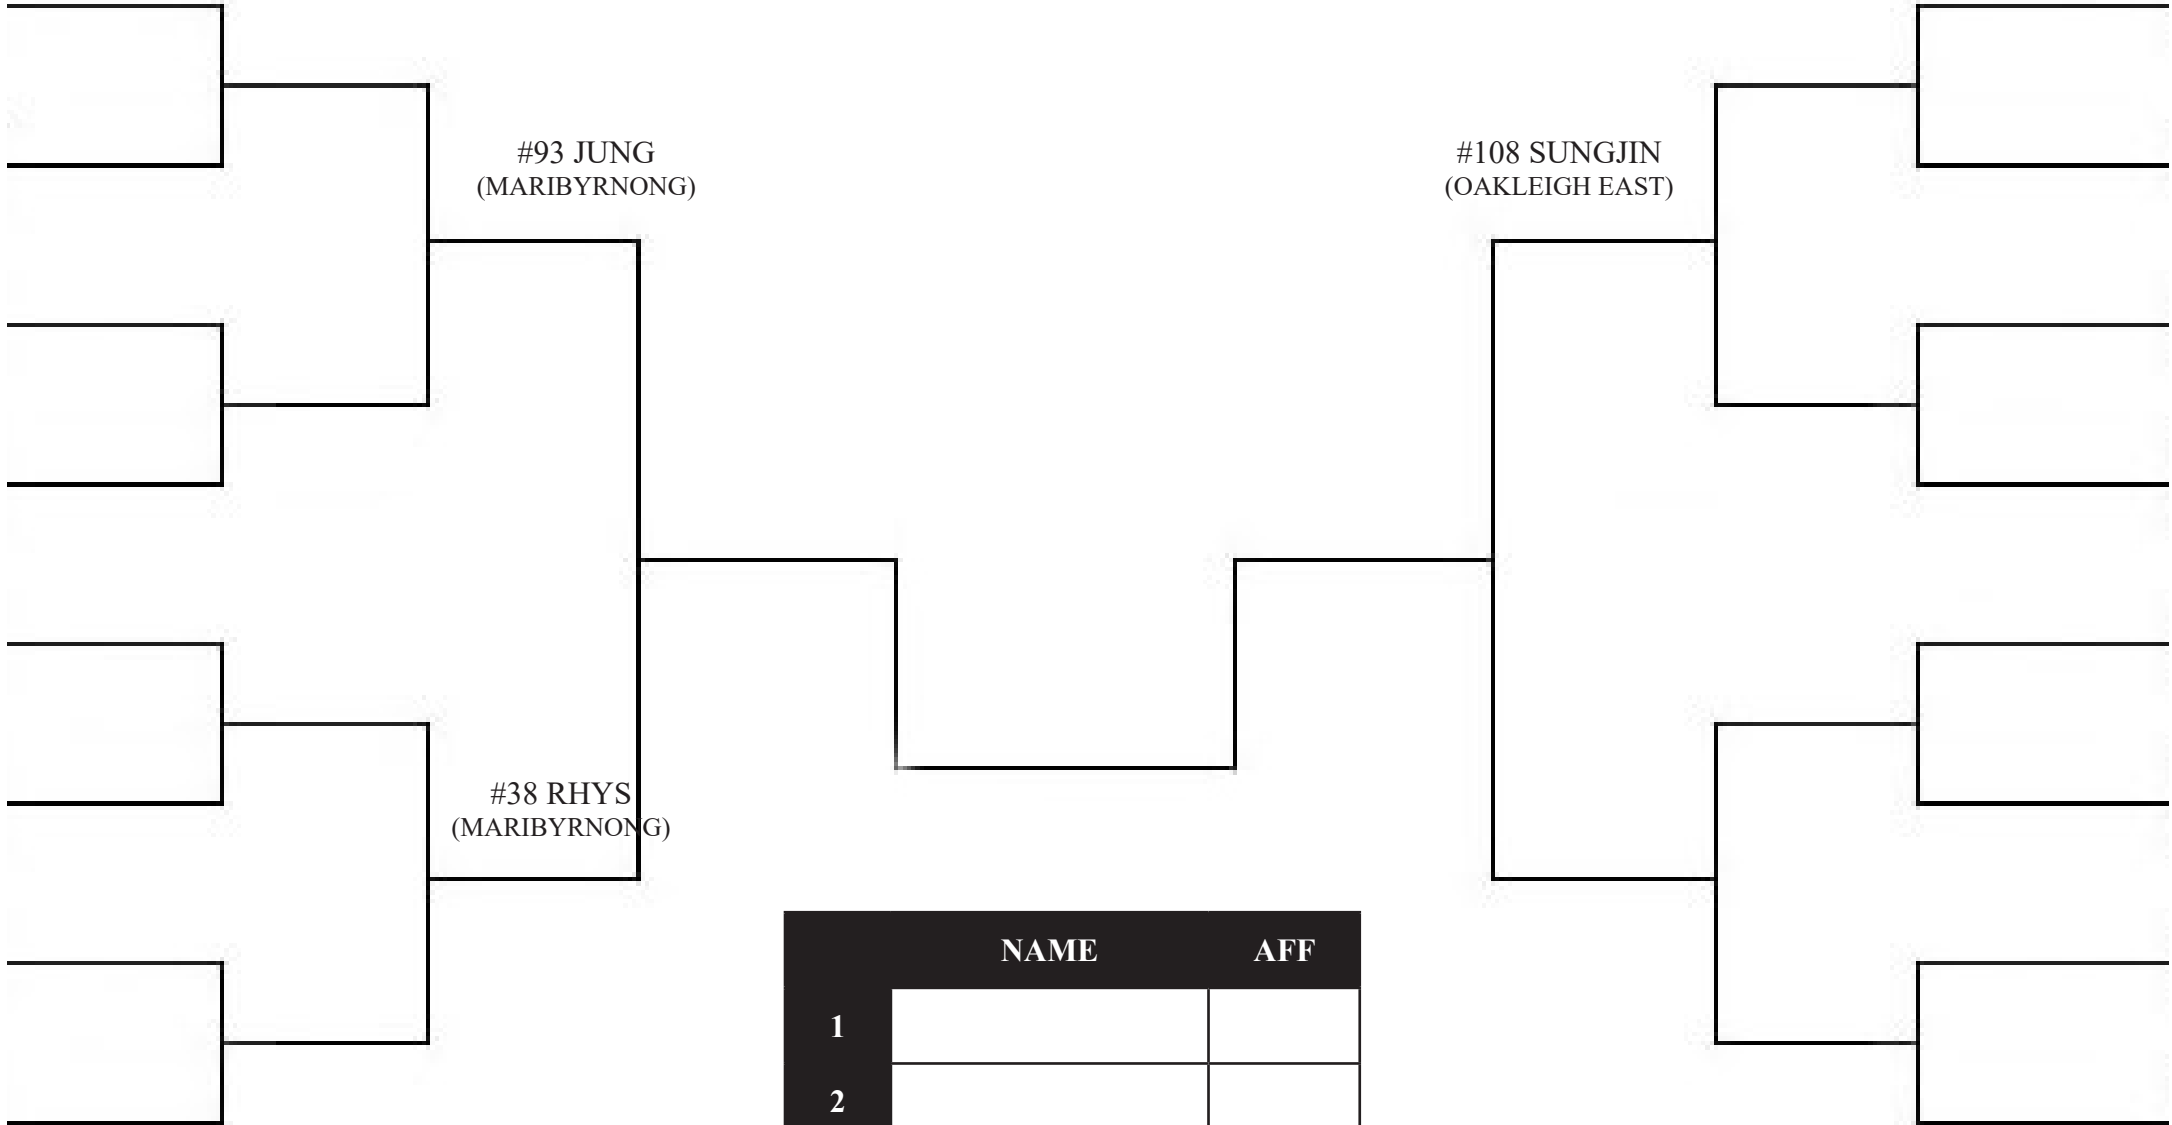 #93 JUNG
(MARIBYRNONG)
#108 SUNGJIN
(OAKLEIGH EAST)
#38 RHYS
(MARIBYRNONG)
NAME AFF
1
2